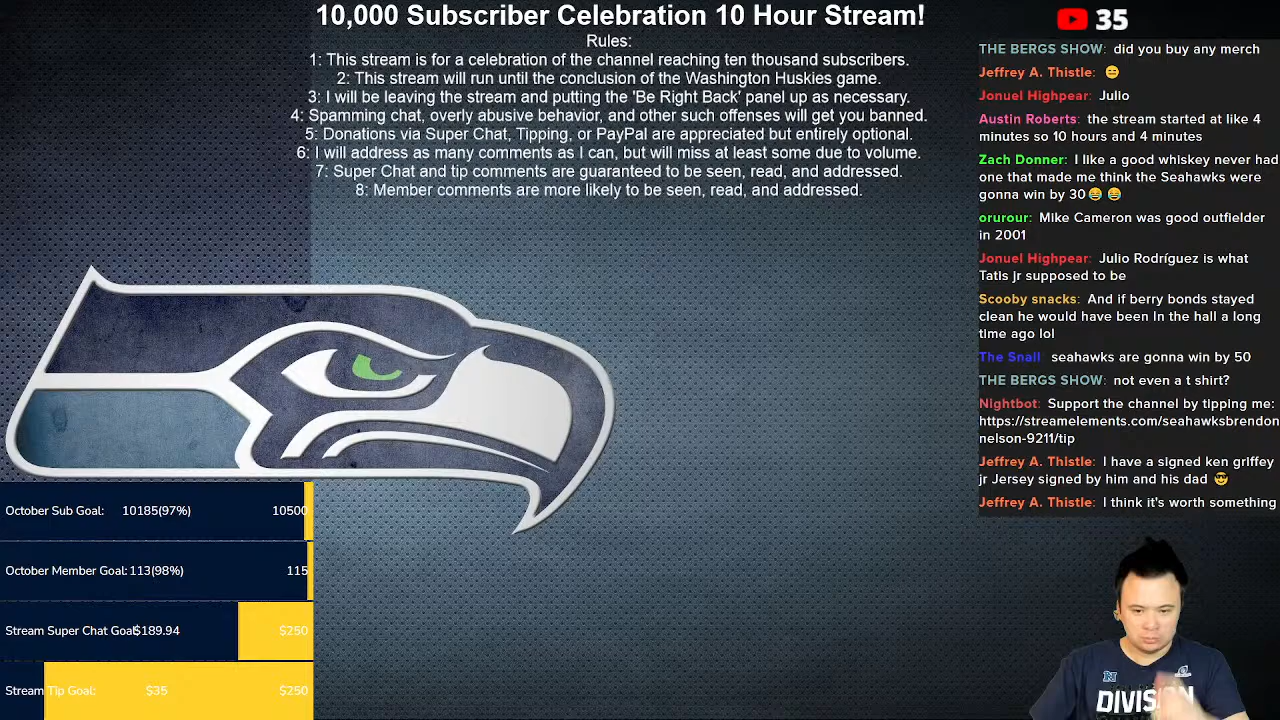 10,000 Subscriber Celebration 10 Hour Stream!
Rules:
1: This stream is for a celebration of the channel reaching ten thousand subscribers.
2: This stream will run until the conclusion of the Washington Huskies game.
3: I will be leaving the stream and putting the 'Be Right Back' panel up as necessary.
4: Spamming chat, overly abusive behavior, and other such offenses will get you banned.
5: Donations via Super Chat, Tipping, or PayPal are appreciated but entirely optional.
6: I will address as many comments as I can, but will miss at least some due to volume.
7: Super Chat and tip comments are guaranteed to be seen, read, and addressed.
8: Member comments are more likely to be seen, read, and addressed.
35
THE BERGS SHOW: did you buy any merch
Jeffrey A. Thistle: 😑
Jonuel Highpear: Julio
Austin Roberts: the stream started at like 4
minutes so 10 hours and 4 minutes
Zach Donner: I like a good whiskey never had
one that made me think the Seahawks were
gonna win by 30😂 😂
orurour: Mike Cameron was good outfielder
in 2001
Jonuel Highpear: Julio Rodríguez is what
Tatis jr supposed to be
Scooby snacks: And if berry bonds stayed
clean he would have been In the hall a long
time ago lol
The Snall seahawks are gonna win by 50
THE BERGS SHOW: not even a t shirt?
Nightbot: Support the channel by tipping me:
https://streamelements.com/seahawksbrendon
nelson-9211/tip
Jeffrey A. Thistle: I have a signed ken griffey
jr Jersey signed by him and his dad 😎
Jeffrey A. Thistle: I think it's worth something
October Sub Goal: 10185(97%) 10500
October Member Goal: 113(98%) 115
Stream Super Chat Goal: $189.94 $250
Stream Tip Goal: $35 $250
N
DIVISION